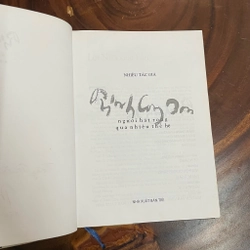 NHIỀU TÁC GIẢ
Trịnh Công Sơn
người hát rong
qua nhiều thế hệ